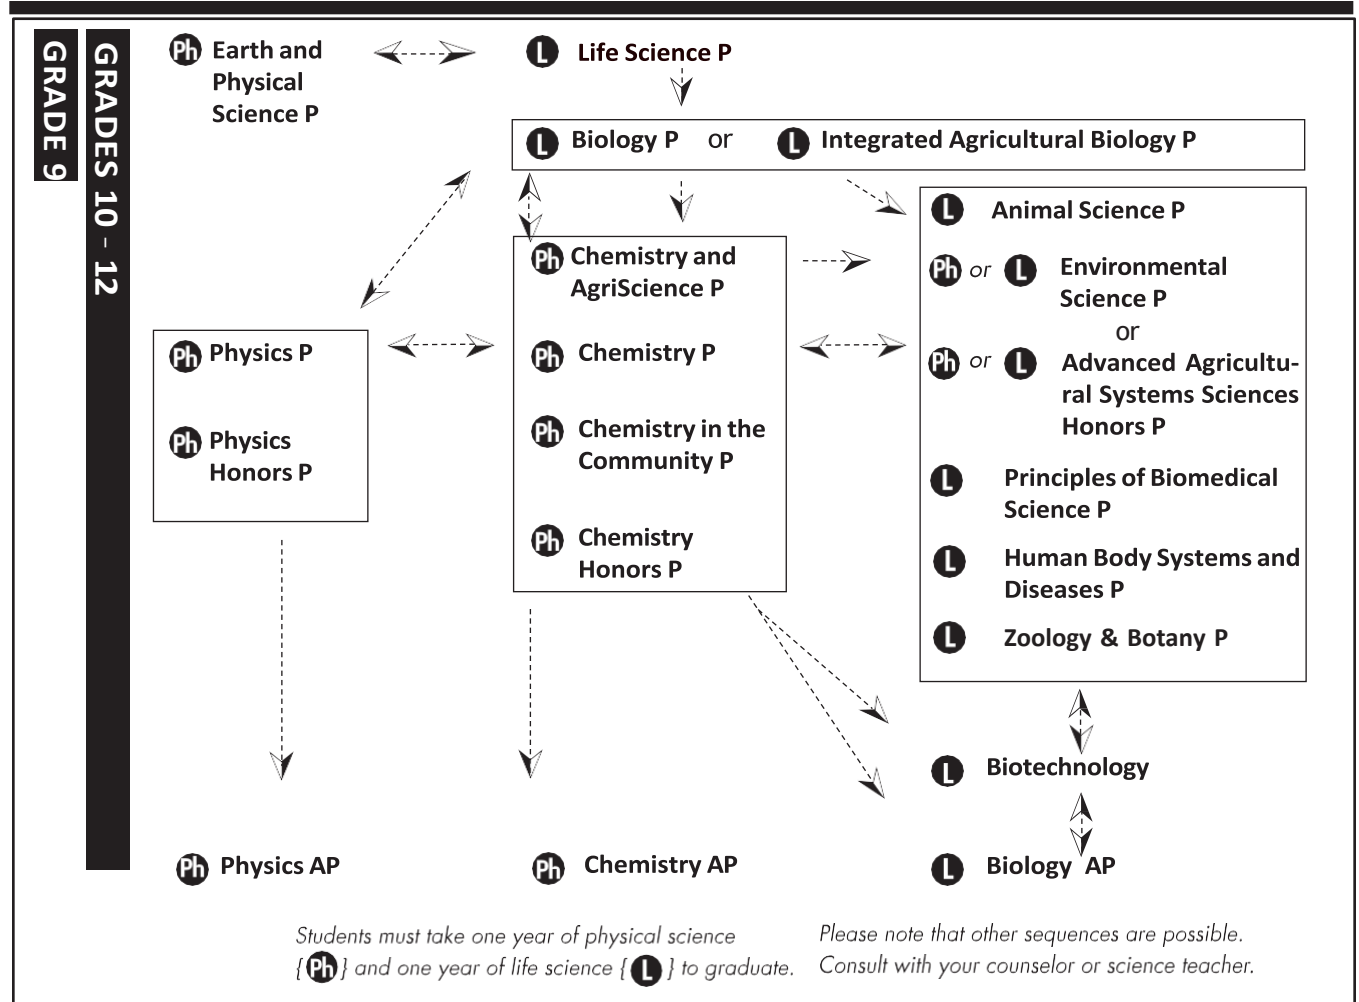 GRADE 9
GRADES 10 – 12
Ph Earth and
Physical
Science P
L Life Science P
L Biology P or L Integrated Agricultural Biology P
Ph Physics P
Ph Physics
Honors P
Ph Chemistry and
AgriScience P
Ph Chemistry P
Ph Chemistry in the
Community P
Ph Chemistry
Honors P
L Animal Science P
Ph or L Environmental
Science P
or
Ph or L Advanced Agricultu-
ral Systems Sciences
Honors P
L Principles of Biomedical
Science P
L Human Body Systems and
Diseases P
L Zoology & Botany P
L Biotechnology
Ph Physics AP
Ph Chemistry AP
L Biology AP
Students must take one year of physical science
{Ph} and one year of life science {L} to graduate.
Please note that other sequences are possible.
Consult with your counselor or science teacher.